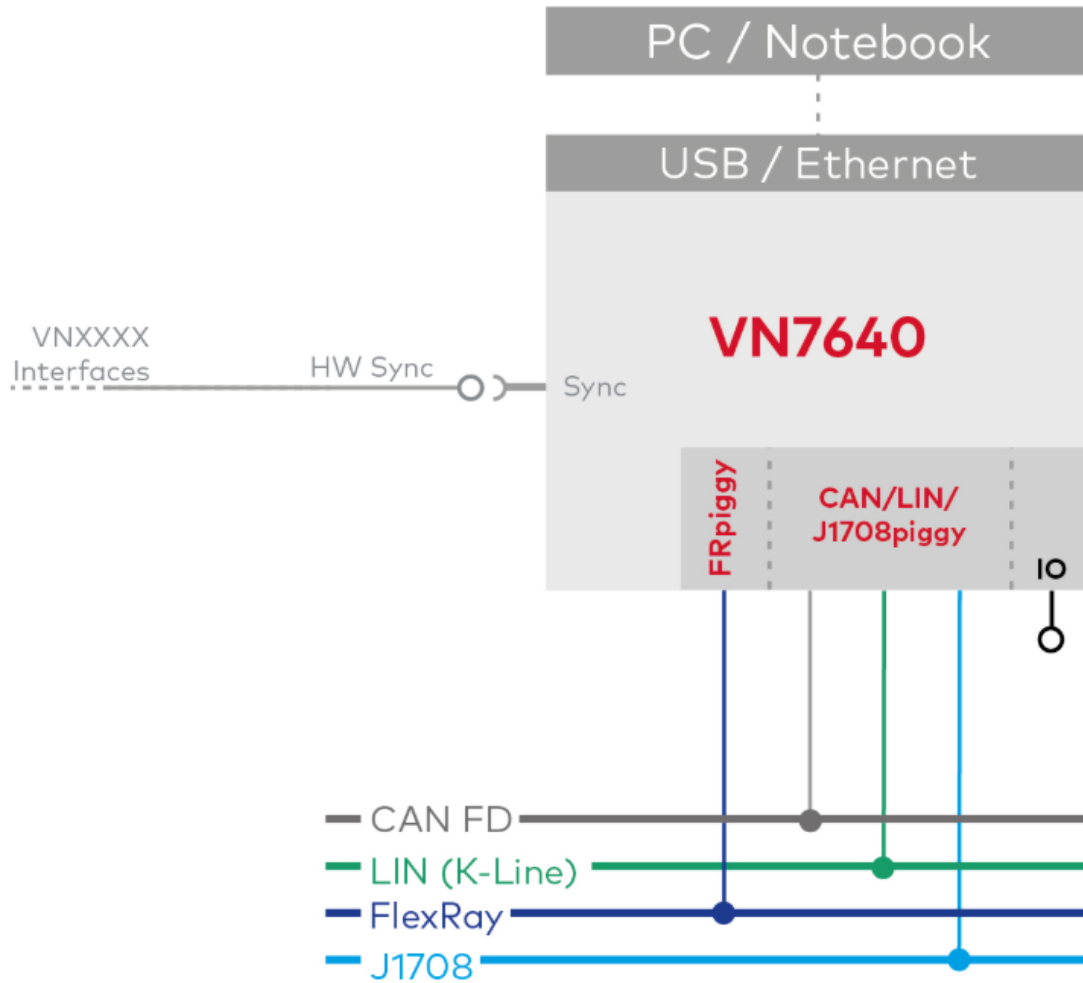 PC / Notebook
USB / Ethernet
VN7640
VNXXXX
Interfaces
HW Sync
Sync
FRpiggy
CAN/LIN/
J1708piggy
IO
CAN FD
LIN (K-Line)
FlexRay
J1708